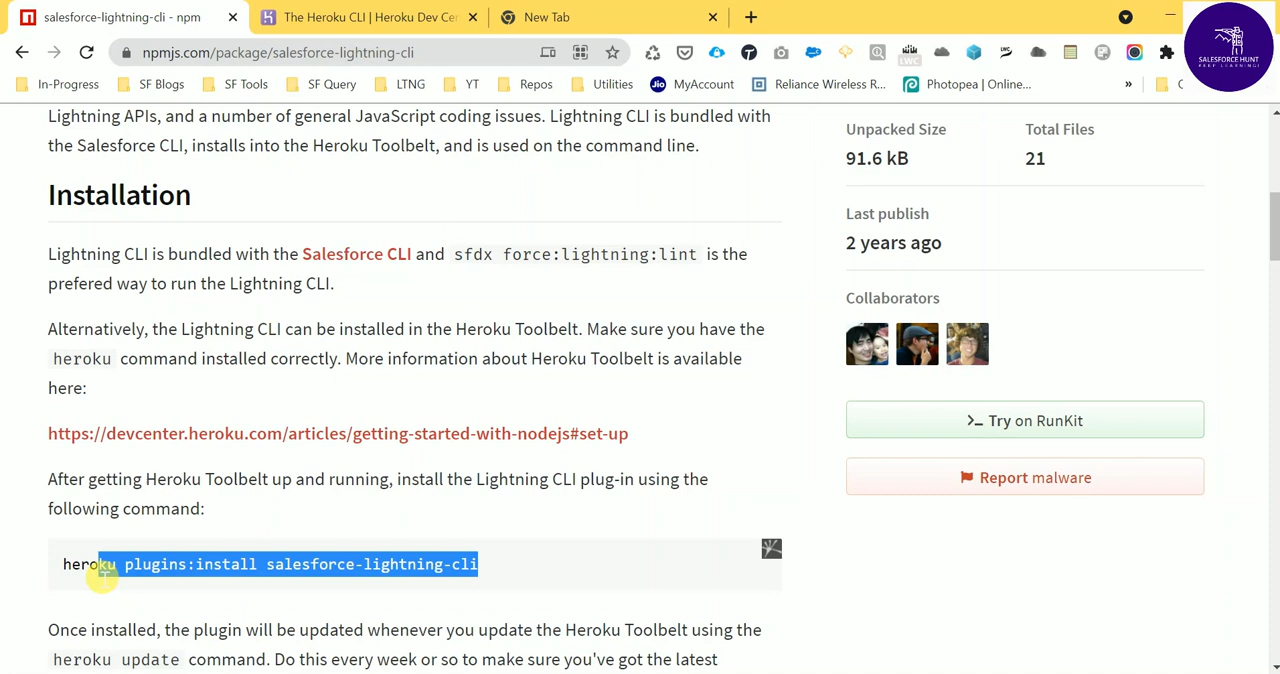 salesforce-lightning-cli - npm
The Heroku CLI | Heroku Dev Cen
New Tab
npmjs.com/package/salesforce-lightning-cli
LWC
In-Progress
SF Blogs
SF Tools
SF Query
LTNG
YT
Repos
Utilities
Jio
MyAccount
Reliance Wireless R...
Photopea | Online...
»
SALESFORCE HUNT
KEEP LEARNING!
Lightning APIs, and a number of general JavaScript coding issues. Lightning CLI is bundled with
the Salesforce CLI, installs into the Heroku Toolbelt, and is used on the command line.
Installation
Lightning CLI is bundled with the Salesforce CLI and sfdx force:lightning:lint is the
prefered way to run the Lightning CLI.
Alternatively, the Lightning CLI can be installed in the Heroku Toolbelt. Make sure you have the
heroku command installed correctly. More information about Heroku Toolbelt is available
here:
https://devcenter.heroku.com/articles/getting-started-with-nodejs#set-up
After getting Heroku Toolbelt up and running, install the Lightning CLI plug-in using the
following command:
heroku plugins:install salesforce-lightning-cli
Once installed, the plugin will be updated whenever you update the Heroku Toolbelt using the
heroku update command. Do this every week or so to make sure you've got the latest
Unpacked Size
91.6 kB
Total Files
21
Last publish
2 years ago
Collaborators
Try on RunKit
Report malware